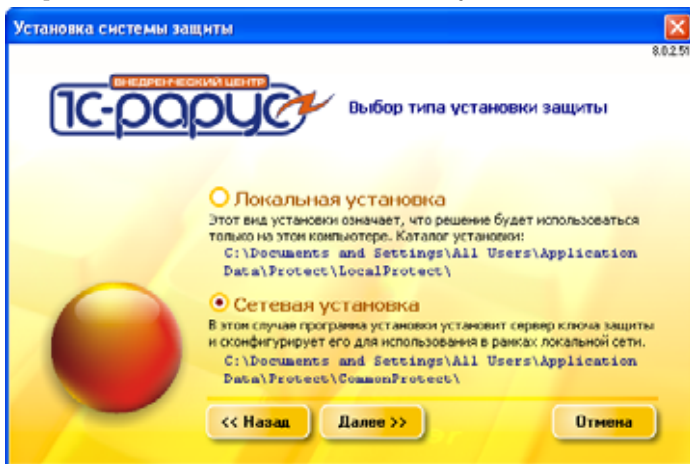 Установка системы защиты
8.0.2.51
ВНЕДРЕНЧЕСКИЙ ЦЕНТР
1С-рарус
Выбор типа установки защиты
Локальная установка
Этот вид установки означает, что решение будет использоваться
только на этом компьютере. Каталог установки:
C:\Documents and Settings\All Users\Application
Data\Protect\LocalProtect\
Сетевая установка
В этом случае программа установки установит сервер ключа защиты
и сконфигурирует его для использования в рамках локальной сети.
C:\Documents and Settings\All Users\Application
Data\Protect\CommonProtect\
<< Назад
Далее >>
Отмена